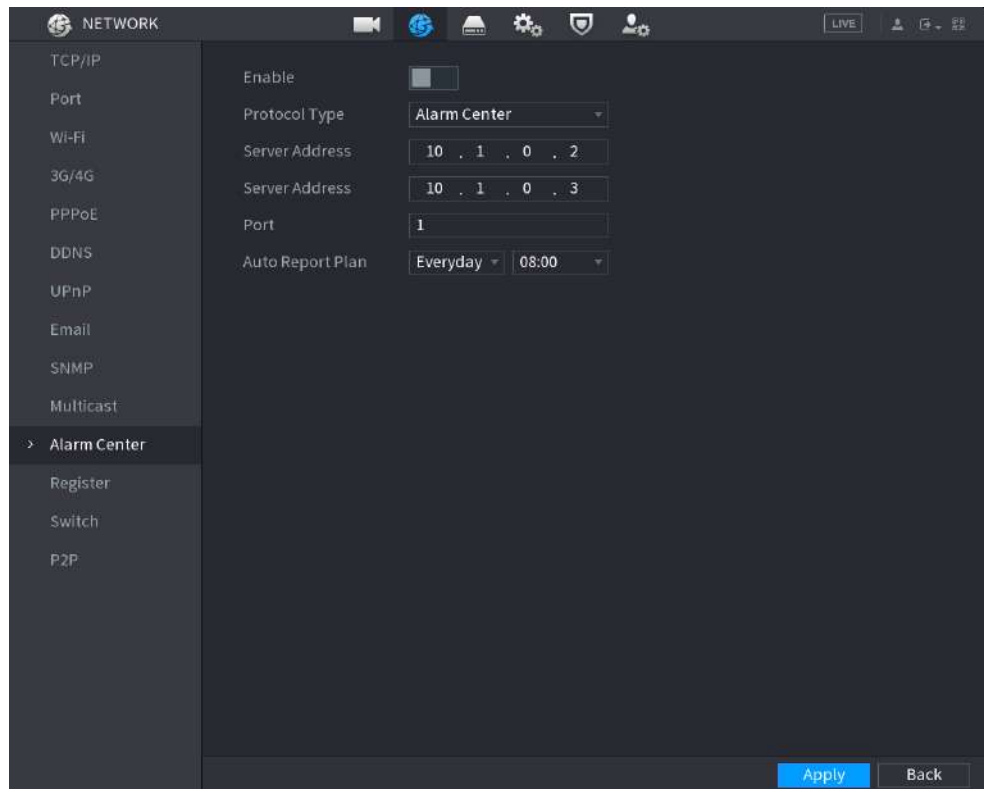 NETWORK
LIVE
TCP/IP
Port
Wi-Fi
3G/4G
PPPoE
DDNS
UPnP
Email
SNMP
Multicast
> Alarm Center
Register
Switch
P2P
Enable
Protocol Type Alarm Center
Server Address 10 . 1 . 0 . 2
Server Address 10 . 1 . 0 . 3
Port 1
Auto Report Plan Everyday 08:00
Apply Back